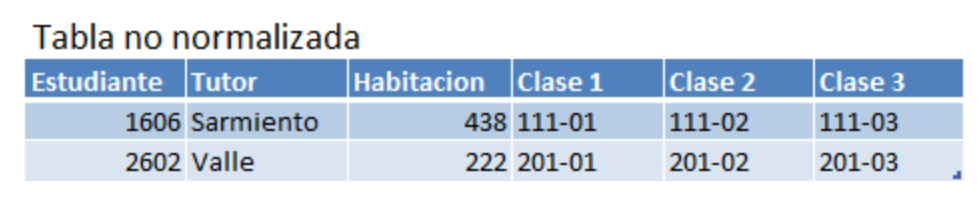 Tabla no normalizada
Estudiante Tutor Habitacion Clase 1 Clase 2 Clase 3
1606 Sarmiento 438 111-01 111-02 111-03
2602 Valle 222 201-01 201-02 201-03